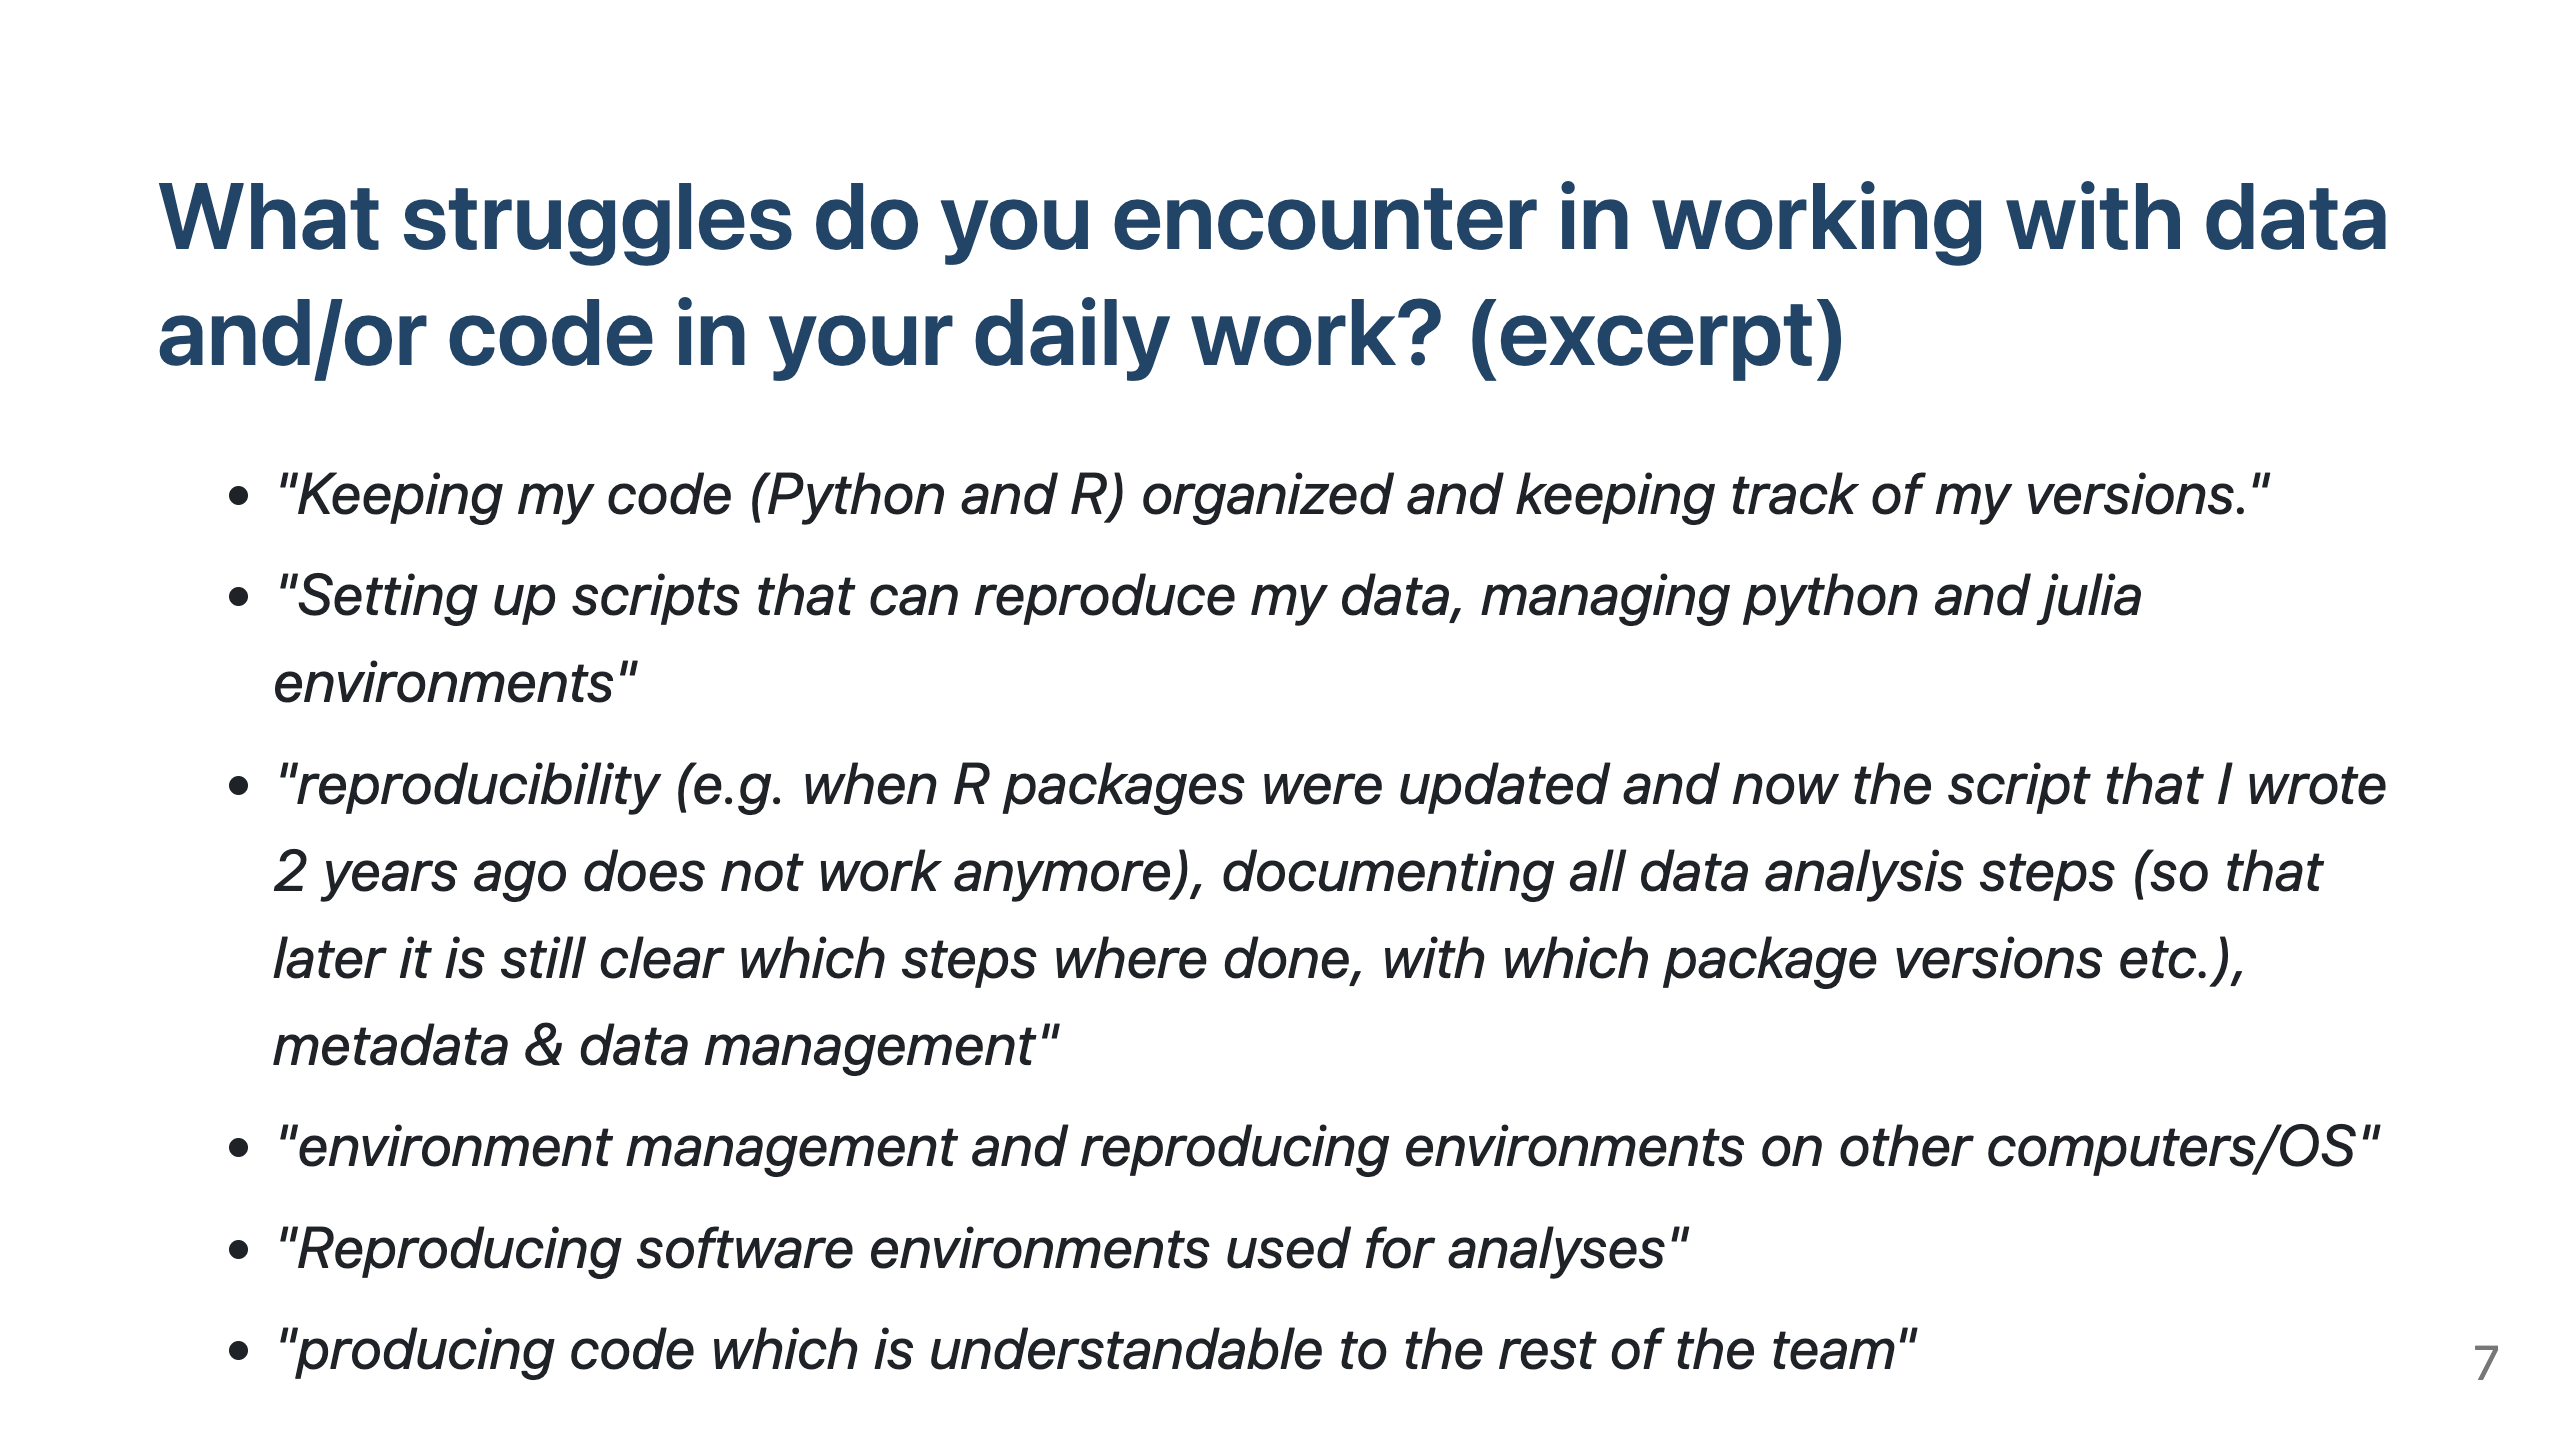 What struggles do you encounter in working with data
and/or code in your daily work? (excerpt)
• "Keeping my code (Python and R) organized and keeping track of my versions."
• "Setting up scripts that can reproduce my data, managing python and julia
environments"
• "reproducibility (e.g. when R packages were updated and now the script that I wrote
2 years ago does not work anymore), documenting all data analysis steps (so that
later it is still clear which steps where done, with which package versions etc.),
metadata & data management"
• "environment management and reproducing environments on other computers/OS"
• "Reproducing software environments used for analyses"
• "producing code which is understandable to the rest of the team"
7